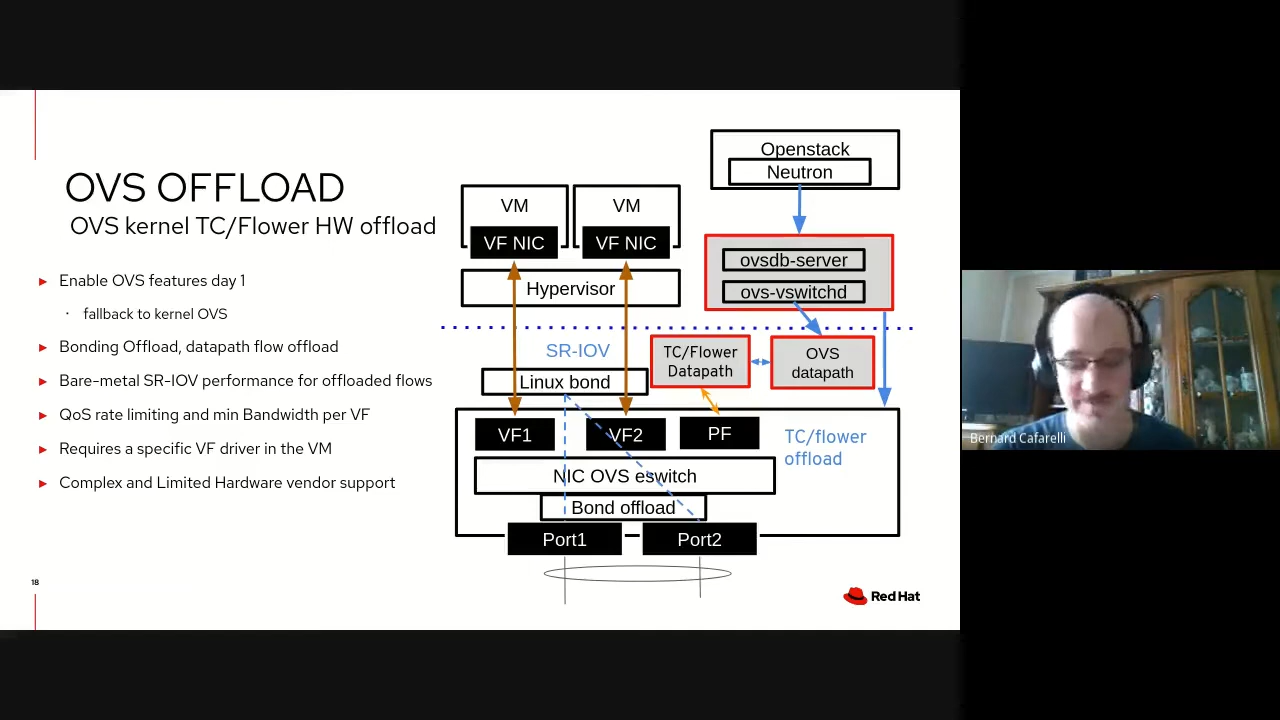 OVS OFFLOAD
OVS kernel TC/Flower HW offload
► Enable OVS features day 1
· fallback to kernel OVS
► Bonding Offload, datapath flow offload
► Bare-metal SR-IOV performance for offloaded flows
► QoS rate limiting and min Bandwidth per VF
► Requires a specific VF driver in the VM
► Complex and Limited Hardware vendor support
18
Openstack
Neutron
VM
VM
VF NIC
VF NIC
Hypervisor
ovsdb-server
ovs-vswitchd
SR-IOV
TC/Flower
Datapath
OVS
datapath
Linux bond
VF1
VF2
PF
TC/flower
offload
NIC OVS eswitch
Bond offload
Port1
Port2
Red Hat
Bernard Cafarelli